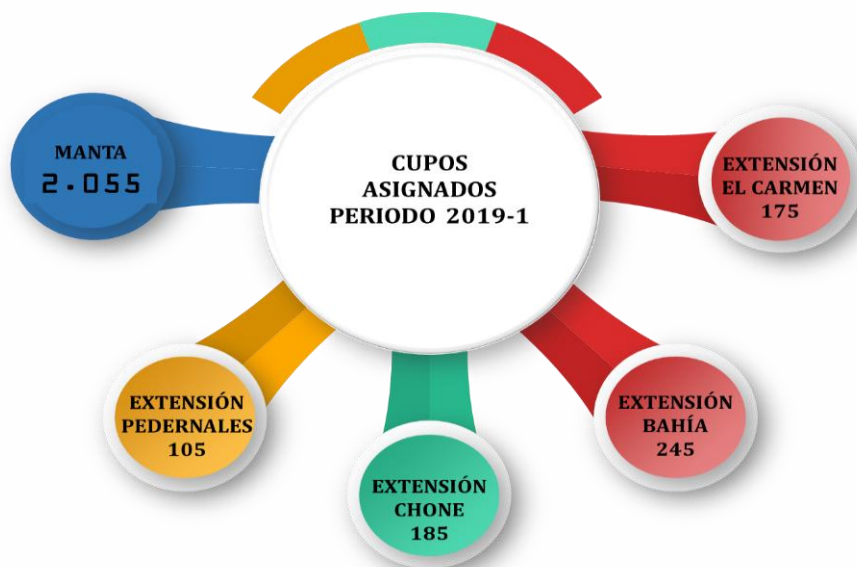 CUPOS
ASIGNADOS
PERIODO 2019-1
MANTA
2.055
EXTENSIÓN
EL CARMEN
175
EXTENSIÓN
PEDERNALES
105
EXTENSIÓN
BAHÍA
245
EXTENSIÓN
CHONE
185